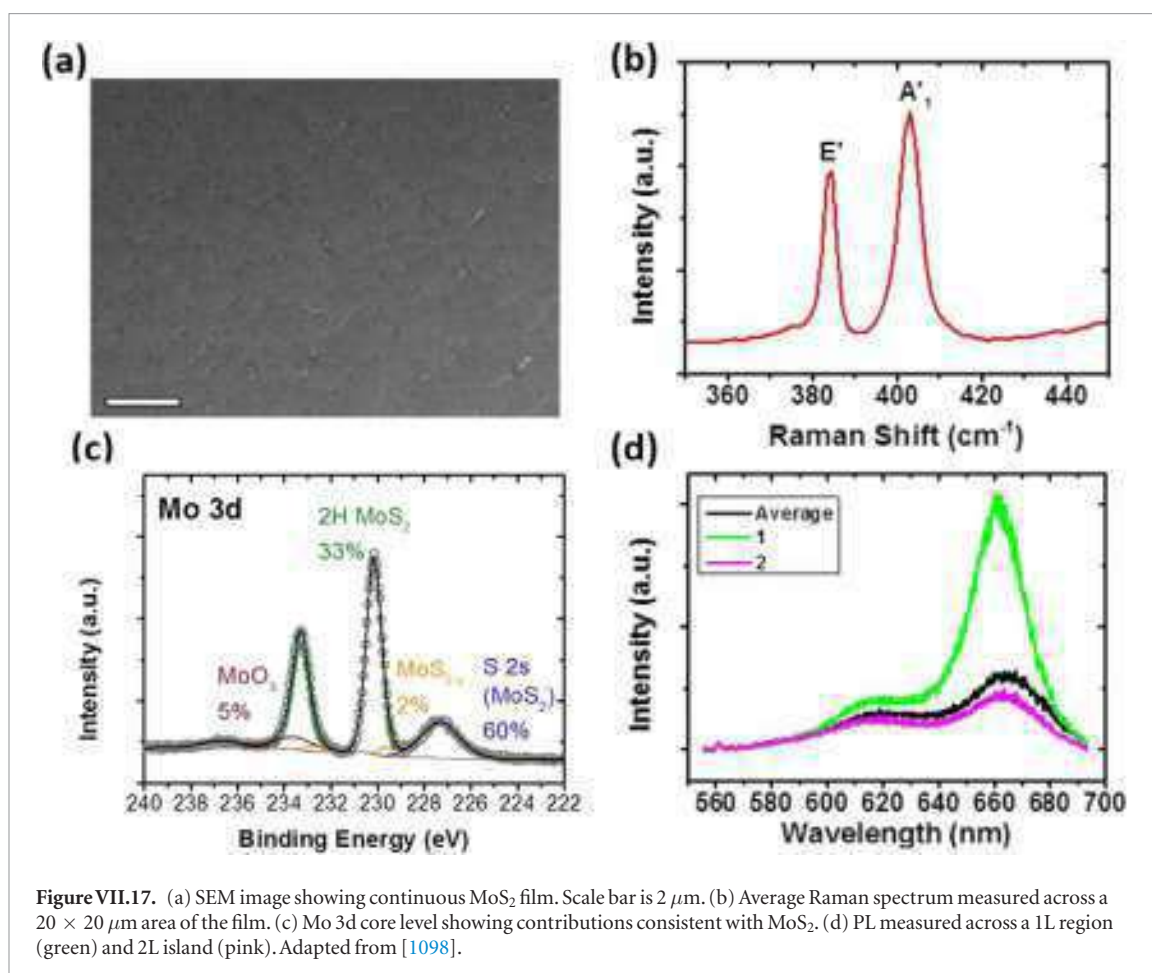 (a)
(b)
A'1
E'
Intensity (a.u.)
360 380 400 420 440
Raman Shift (cm-1)
(c)
Mo 3d
2H MoS2
33%
MoO
5%
MoS
2%
S 2s
(MoS2)
60%
Intensity (a.u.)
240 238 236 234 232 230 228 226 224 222
Binding Energy (eV)
(d)
Average
1
2
Intensity (a.u.)
560 580 600 620 640 660 680 700
Wavelength (nm)
Figure VII.17. (a) SEM image showing continuous MoS2 film. Scale bar is 2 μm. (b) Average Raman spectrum measured across a
20 × 20 μm area of the film. (c) Mo 3d core level showing contributions consistent with MoS2. (d) PL measured across a 1L region
(green) and 2L island (pink). Adapted from [1098].